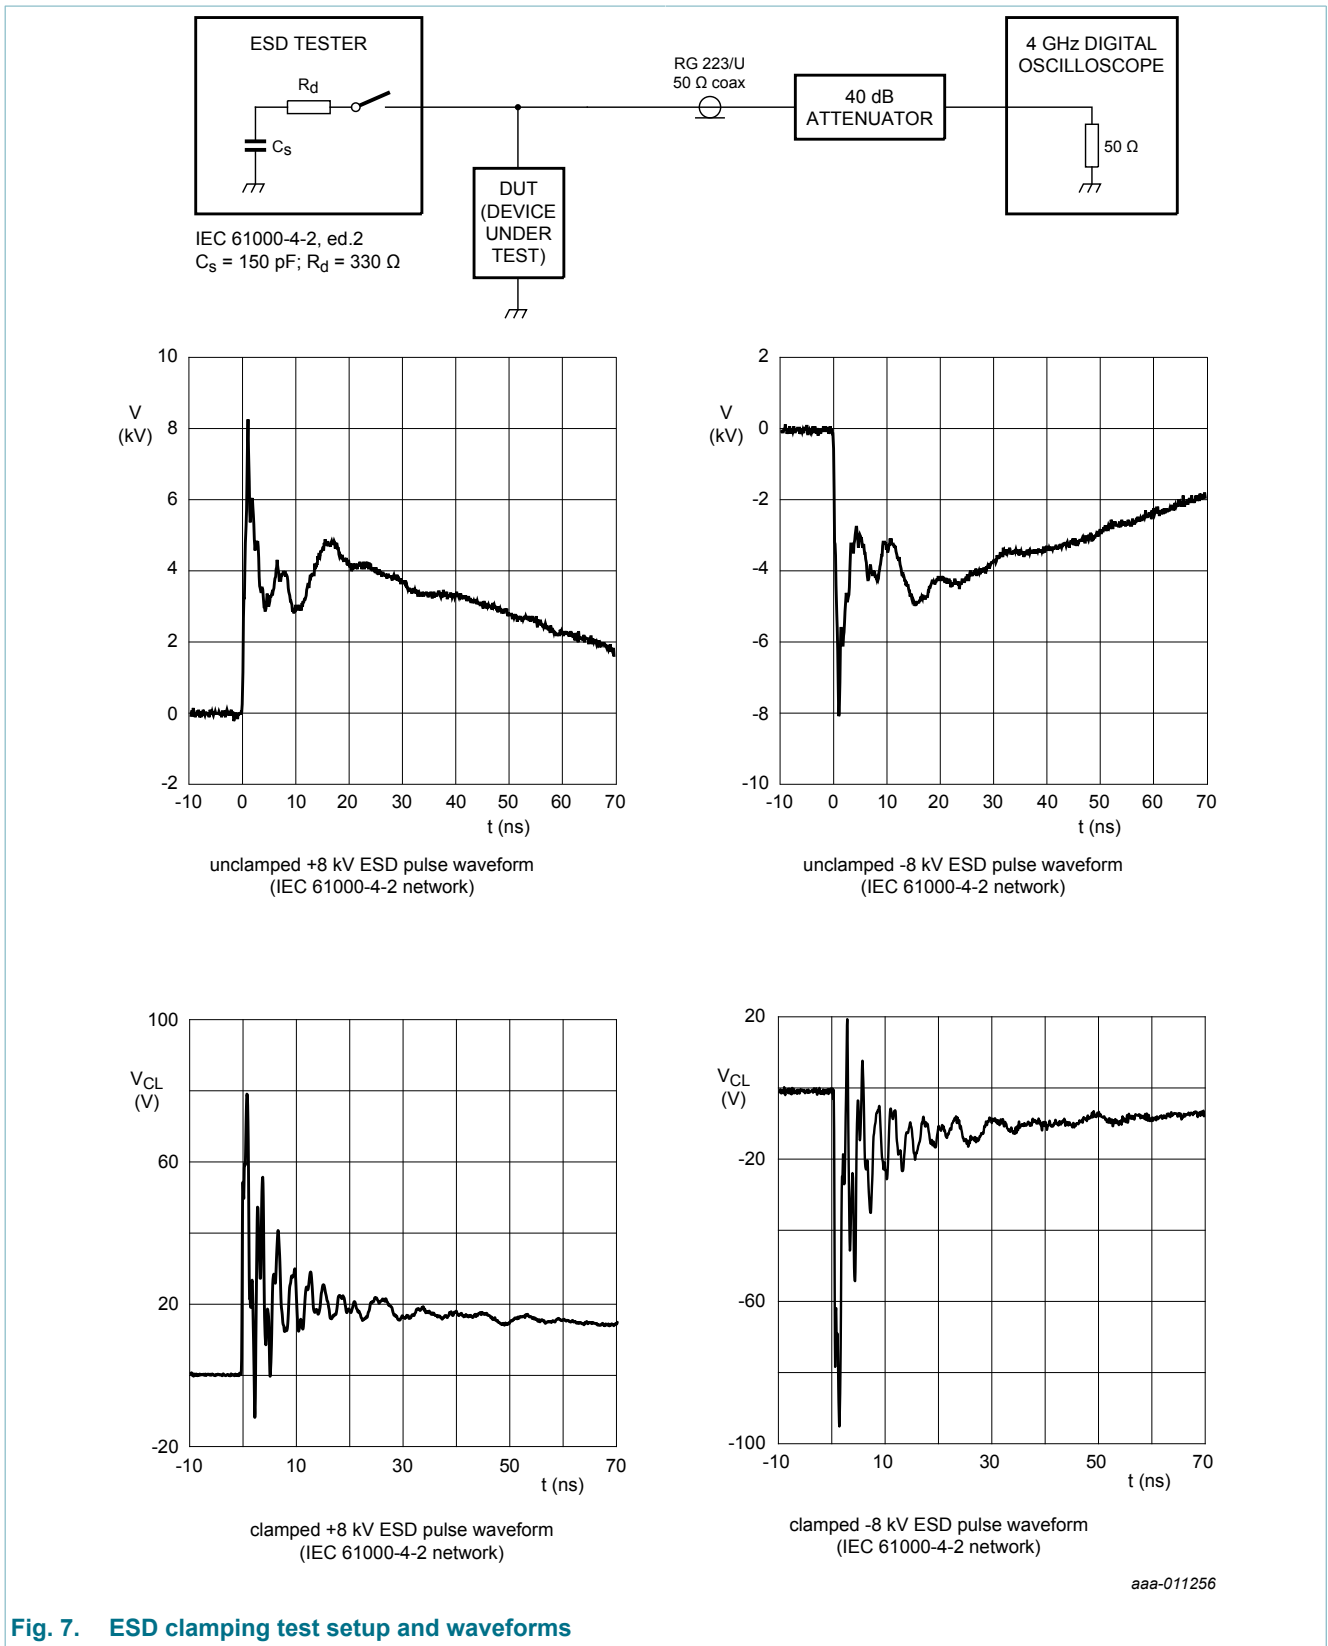 ESD TESTER
Rd
Cs
IEC 61000-4-2, ed.2
Cs = 150 pF; Rd = 330 Ω
DUT
(DEVICE
UNDER
TEST)
RG 223/U
50 Ω coax
40 dB
ATTENUATOR
4 GHz DIGITAL
OSCILLOSCOPE
50 Ω
V
(kV)
10
8
6
4
2
0
-2
-10 0 10 20 30 40 50 60 70
t (ns)
unclamped +8 kV ESD pulse waveform
(IEC 61000-4-2 network)
V
(kV)
2
0
-2
-4
-6
-8
-10
-10 0 10 20 30 40 50 60 70
t (ns)
unclamped -8 kV ESD pulse waveform
(IEC 61000-4-2 network)
VCL
(V)
100
60
20
-20
-10 10 30 50 70
t (ns)
clamped +8 kV ESD pulse waveform
(IEC 61000-4-2 network)
VCL
(V)
20
-20
-60
-100
-10 10 30 50 70
t (ns)
clamped -8 kV ESD pulse waveform
(IEC 61000-4-2 network)
aaa-011256
Fig. 7. ESD clamping test setup and waveforms